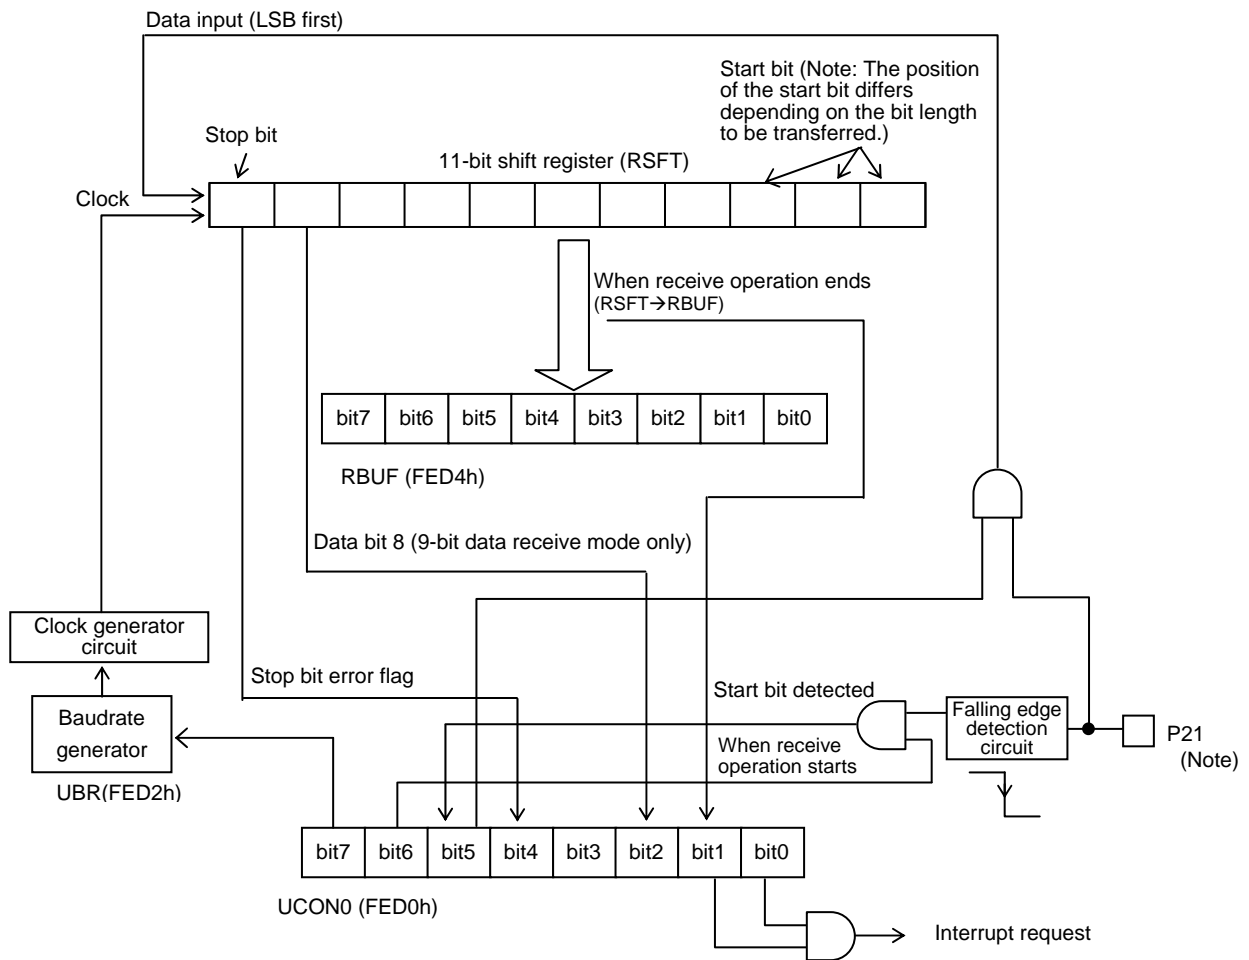 Data input (LSB first)
Start bit (Note: The position
of the start bit differs
depending on the bit length
to be transferred.)
Stop bit
11-bit shift register (RSFT)
Clock
When receive operation ends
(RSFT→RBUF)
bit7 bit6 bit5 bit4 bit3 bit2 bit1 bit0
RBUF (FED4h)
Data bit 8 (9-bit data receive mode only)
Clock generator
circuit
Stop bit error flag
Start bit detected
Baudrate
generator
Falling edge
detection
circuit
P21
(Note)
When receive
operation starts
UBR(FED2h)
bit7 bit6 bit5 bit4 bit3 bit2 bit1 bit0
UCON0 (FED0h)
Interrupt request